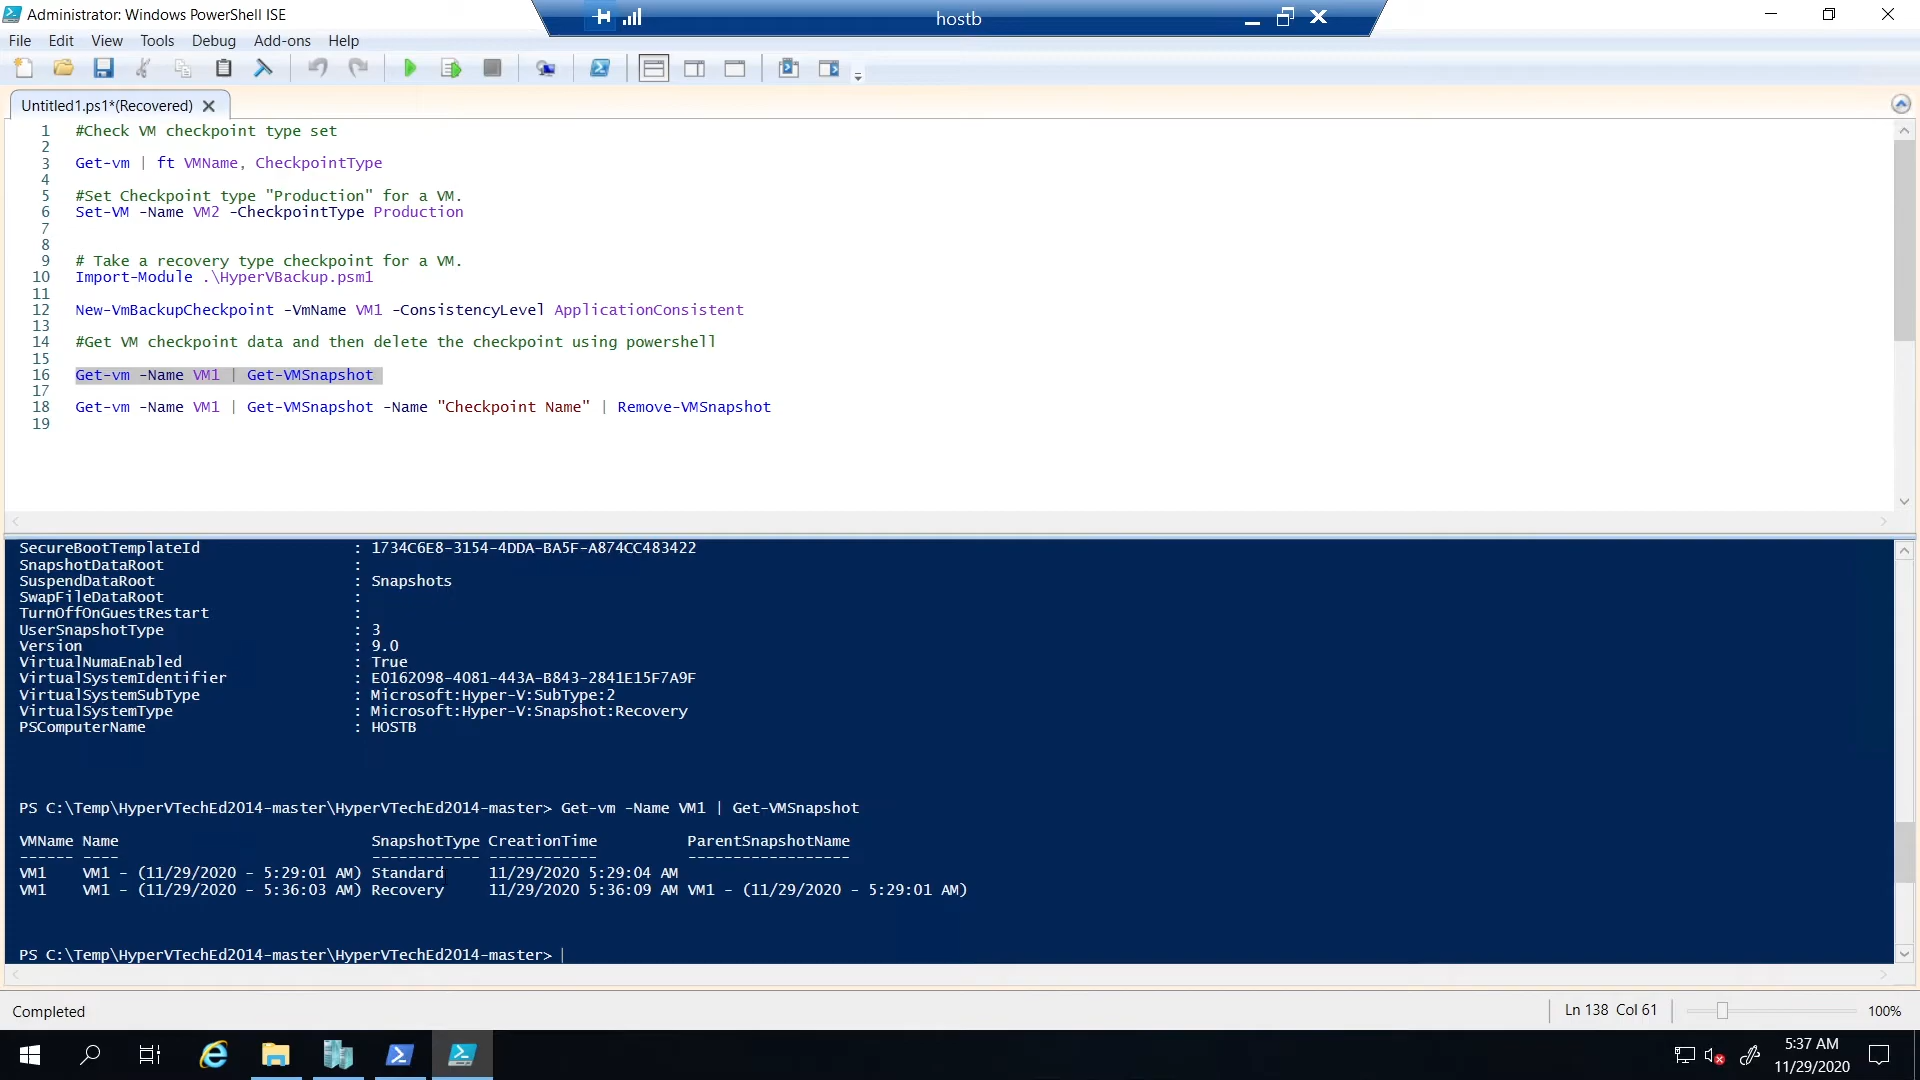 Administrator: Windows PowerShell ISE
hostb
File Edit View Tools Debug Add-ons Help
Untitled1.ps1*(Recovered)
1 #Check VM checkpoint type set
2
3 Get-vm | ft VMName, CheckpointType
4
5 #Set Checkpoint type "Production" for a VM.
6 Set-VM -Name VM2 -CheckpointType Production
7
8
9 # Take a recovery type checkpoint for a VM.
10 Import-Module .\HyperVBackup.psm1
11
12 New-VmBackupCheckpoint -VmName VM1 -ConsistencyLevel ApplicationConsistent
13
14 #Get VM checkpoint data and then delete the checkpoint using powershell
15
16 Get-vm -Name VM1 | Get-VMSnapshot
17
18 Get-vm -Name VM1 | Get-VMSnapshot -Name "Checkpoint Name" | Remove-VMSnapshot
19
SecureBootTemplateId : 1734C6E8-3154-4DDA-BA5F-A874CC483422
SnapshotDataRoot :
SuspendDataRoot : Snapshots
SwapFileDataRoot :
TurnOffOnGuestRestart :
UserSnapshotType : 3
Version : 9.0
VirtualNumaEnabled : True
VirtualSystemIdentifier : E0162098-4081-443A-B843-2841E15F7A9F
VirtualSystemSubType : Microsoft:Hyper-V:SubType:2
VirtualSystemType : Microsoft:Hyper-V:Snapshot:Recovery
PSComputerName : HOSTB
PS C:\Temp\HyperVTechEd2014-master\HyperVTechEd2014-master> Get-vm -Name VM1 | Get-VMSnapshot
VMName Name SnapshotType CreationTime ParentSnapshotName
------ ---- ------------ ------------ ------------------
VM1 VM1 - (11/29/2020 - 5:29:01 AM) Standard 11/29/2020 5:29:04 AM
VM1 VM1 - (11/29/2020 - 5:36:03 AM) Recovery 11/29/2020 5:36:09 AM VM1 - (11/29/2020 - 5:29:01 AM)
PS C:\Temp\HyperVTechEd2014-master\HyperVTechEd2014-master>
Completed
Ln 138 Col 61
100%
5:37 AM
11/29/2020